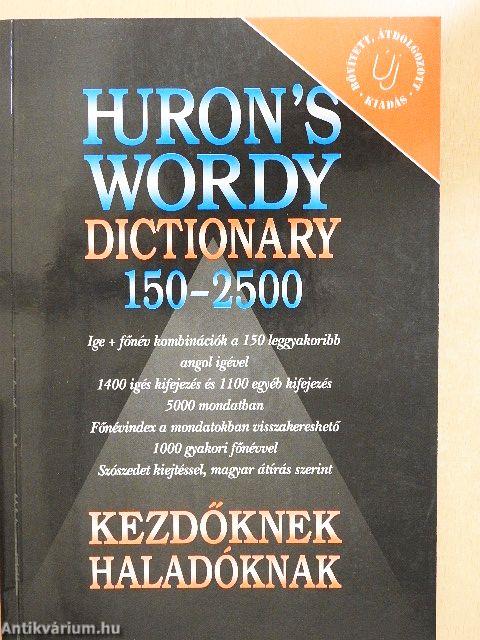 BŐVÍTETT, ÁTDOLGOZOTT
ÚJ
KIADÁS
HURON'S
WORDY
DICTIONARY
150-2500
Ige + főnév kombinációk a 150 leggyakoribb
angol igével
1400 igés kifejezés és 1100 egyéb kifejezés
5000 mondatban
Főnévindex a mondatokban visszakereshető
1000 gyakori főnévvel
Szószedet kiejtéssel, magyar átírás szerint
KEZDŐKNEK
HALADÓKNAK
Antikvárium.hu